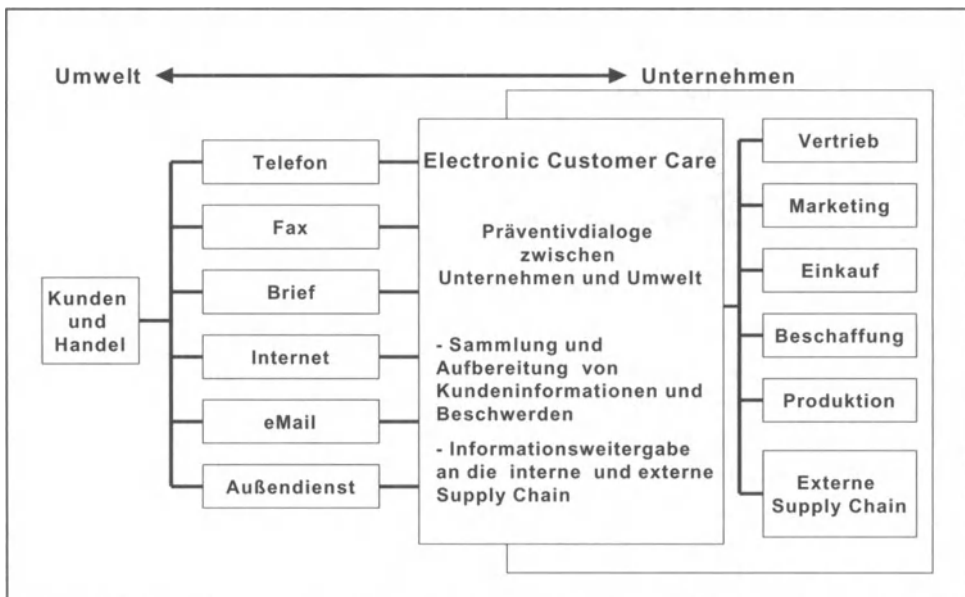 Umwelt
Unternehmen
Kunden
und
Handel
Telefon
Fax
Brief
Internet
eMail
Außendienst
Electronic Customer Care
Präventivdialoge
zwischen
Unternehmen und Umwelt
- Sammlung und
Aufbereitung von
Kundeninformationen und
Beschwerden
- Informationsweitergabe
an die interne und externe
Supply Chain
Vertrieb
Marketing
Einkauf
Beschaffung
Produktion
Externe
Supply Chain